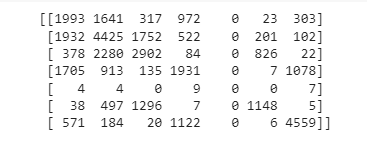 [[1993 1641 317 972 0 23 303]
[1932 4425 1752 522 0 201 102]
[ 378 2280 2902 84 0 826 22]
[1705 913 135 1931 0 7 1078]
[ 4 4 0 9 0 0 7]
[ 38 497 1296 7 0 1148 5]
[ 571 184 20 1122 0 6 4559]]